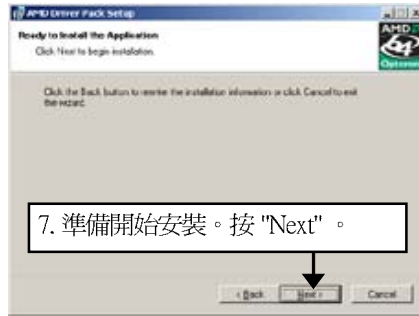 AMD Driver Pack Setup
Ready to Install the Application
Click Next to begin installation.
AMD
Opteron
Click the Back button to reenter the installation information or click Cancel to exit
the wizard.
7. 準備開始安裝。按 "Next" 。
< Back
Next >
Cancel